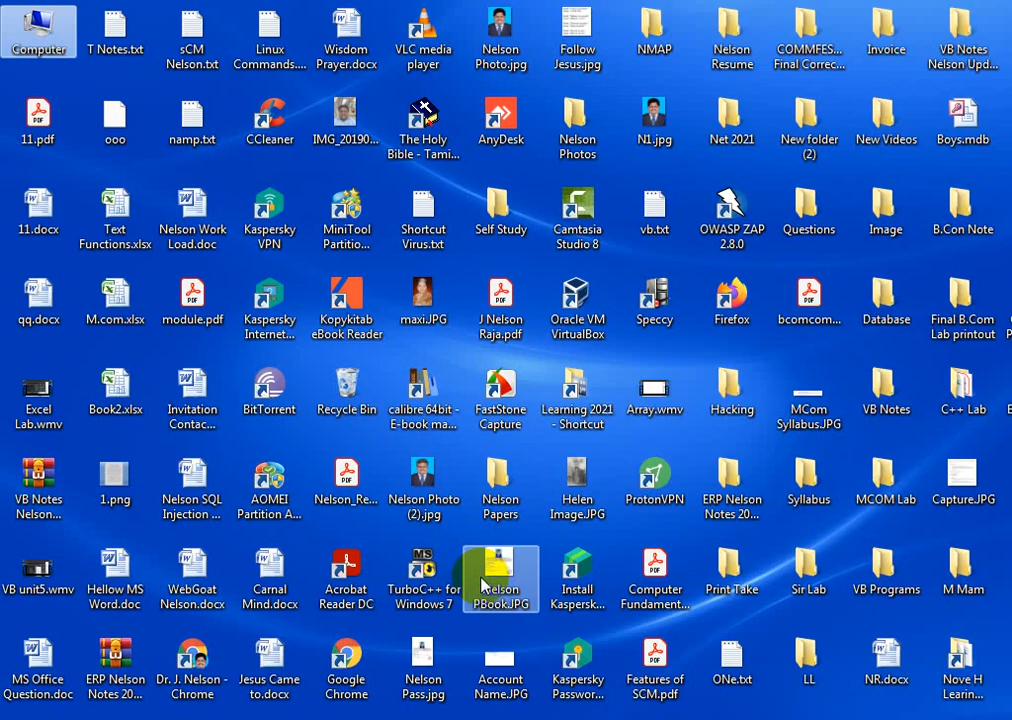 Computer
T Notes.txt
sCM
Nelson.txt
Linux
Commands....
Wisdom
Prayer.docx
VLC media
player
Nelson
Photo.jpg
Follow
Jesus.jpg
NMAP
Nelson
Resume
COMMFES...
Final Correc...
Invoice
VB Notes
Nelson Upd...
11.pdf
ooo
namp.txt
CCleaner
IMG_20190...
The Holy
Bible - Tami...
AnyDesk
Nelson
Photos
N1.jpg
Net 2021
New folder
(2)
New Videos
Boys.mdb
11.docx
Text
Functions.xlsx
Nelson Work
Load.doc
Kaspersky
VPN
MiniTool
Partitio...
Shortcut
Virus.txt
Self Study
Camtasia
Studio 8
vb.txt
OWASP ZAP
2.8.0
Questions
Image
B.Con Note
qq.docx
M.com.xlsx
module.pdf
Kaspersky
Internet...
Kopykitab
eBook Reader
maxi.JPG
J Nelson
Raja.pdf
Oracle VM
VirtualBox
Speccy
Firefox
bcomcom...
Database
Final B.Com
Lab printout
Excel
Lab.wmv
Book2.xlsx
Invitation
Contac...
BitTorrent
Recycle Bin
calibre 64bit -
E-book ma...
FastStone
Capture
Learning 2021
- Shortcut
Array.wmv
Hacking
MCom
Syllabus.JPG
VB Notes
C++ Lab
VB Notes
Nelson...
1.png
Nelson SQL
Injection ...
AOMEI
Partition A...
Nelson_Re...
Nelson Photo
(2).jpg
Nelson
Papers
Helen
Image.JPG
ProtonVPN
ERP Nelson
Notes 20...
Syllabus
MCOM Lab
Capture.JPG
VB unit5.wmv
Hellow MS
Word.doc
WebGoat
Nelson.docx
Carnal
Mind.docx
Acrobat
Reader DC
TurboC++ for
Windows 7
Nelson
PBook.JPG
Install
Kaspersk...
Computer
Fundament...
Print Take
Sir Lab
VB Programs
M Mam
MS Office
Question.doc
ERP Nelson
Notes 20...
Dr. J. Nelson -
Chrome
Jesus Came
to.docx
Google
Chrome
Nelson
Pass.jpg
Account
Name.JPG
Kaspersky
Passwor...
Features of
SCM.pdf
ONe.txt
LL
NR.docx
Nove H
Learin...